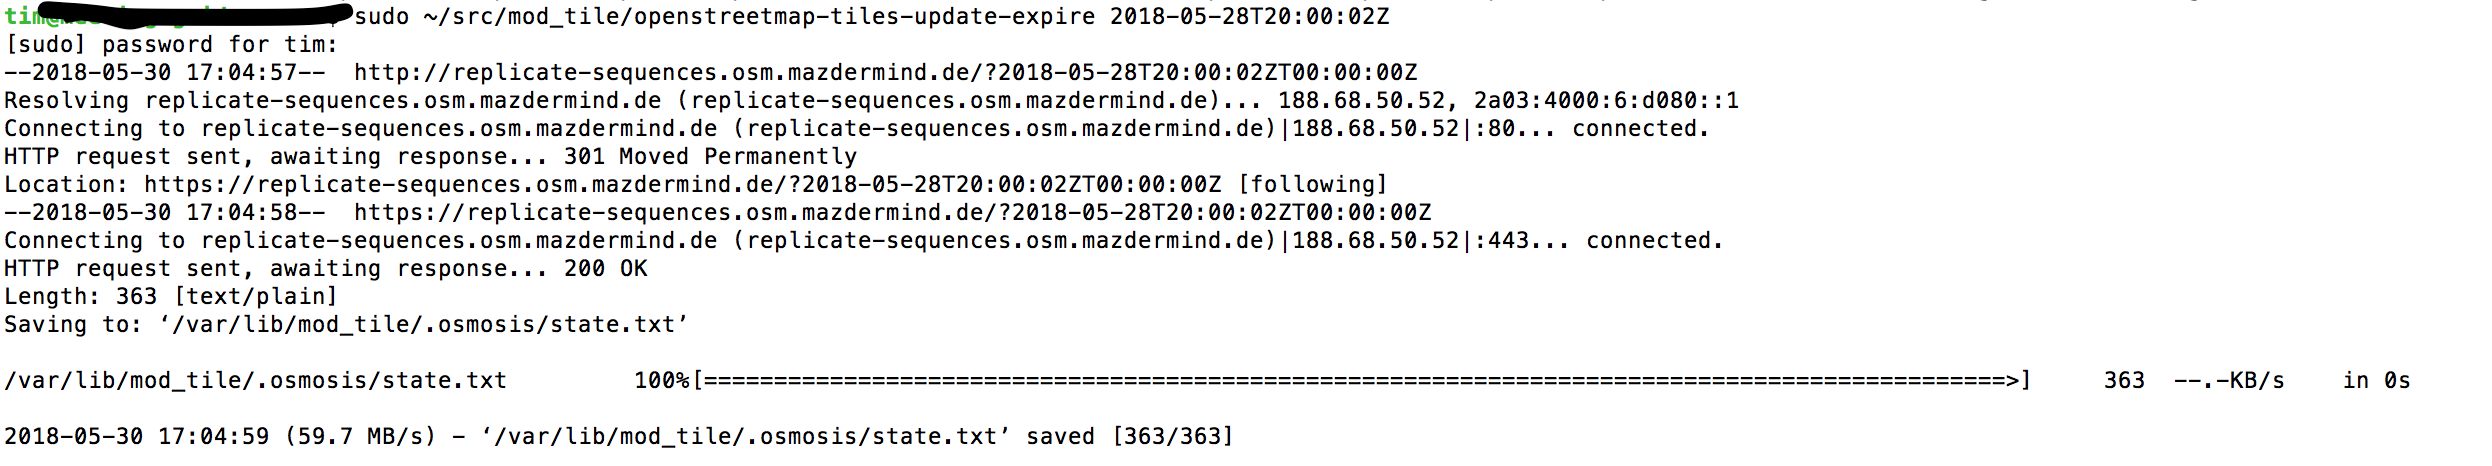 sudo ~/src/mod_tile/openstreetmap-tiles-update-expire 2018-05-28T20:00:02Z
[sudo] password for tim:
--2018-05-30 17:04:57--  http://replicate-sequences.osm.mazdermind.de/?2018-05-28T20:00:02ZT00:00:00Z
Resolving replicate-sequences.osm.mazdermind.de (replicate-sequences.osm.mazdermind.de)... 188.68.50.52, 2a03:4000:6:d080::1
Connecting to replicate-sequences.osm.mazdermind.de (replicate-sequences.osm.mazdermind.de)|188.68.50.52|:80... connected.
HTTP request sent, awaiting response... 301 Moved Permanently
Location: https://replicate-sequences.osm.mazdermind.de/?2018-05-28T20:00:02ZT00:00:00Z [following]
--2018-05-30 17:04:58--  https://replicate-sequences.osm.mazdermind.de/?2018-05-28T20:00:02ZT00:00:00Z
Connecting to replicate-sequences.osm.mazdermind.de (replicate-sequences.osm.mazdermind.de)|188.68.50.52|:443... connected.
HTTP request sent, awaiting response... 200 OK
Length: 363 [text/plain]
Saving to: ‘/var/lib/mod_tile/.osmosis/state.txt’
/var/lib/mod_tile/.osmosis/state.txt 100%[=============================================================================================>] 363 --.-KB/s in 0s
2018-05-30 17:04:59 (59.7 MB/s) - ‘/var/lib/mod_tile/.osmosis/state.txt’ saved [363/363]